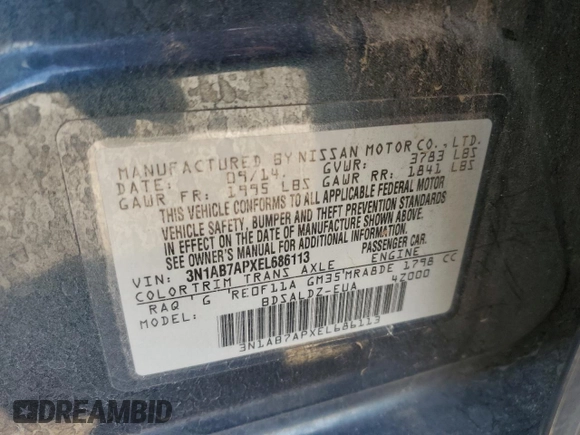 MANUFACTURED BY NISSAN MOTOR CO., LTD.
DATE: 09/14. GVWR: 3783 LBS
GAWR FR: 1995 LBS GAWR RR: 1841 LBS
THIS VEHICLE CONFORMS TO ALL APPLICABLE FEDERAL MOTOR
VEHICLE SAFETY, BUMPER AND THEFT PREVENTION STANDARDS
IN EFFECT ON THE DATE OF MANUFACTURE SHOWN ABOVE.
SEE OWNER'S MANUAL FOR ADDITIONAL INFORMATION.
VIN: 3N1AB7APXEL686113 PASSENGER CAR.
COLOR TRIM TRANS AXLE ENGINE
RAQ G RE0F11A GM35 MRA8DE 1798 CC
MODEL: BDSALDZ-EUA 42000
3N1AB7APXEL686113
DREAMBID